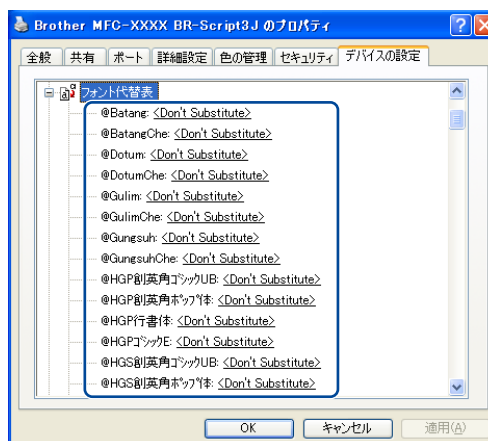 Brother MFC-XXXX BR-Script3J のプロパティ
全般 共有 ポート 詳細設定 色の管理 セキュリティ デバイスの設定
フォント代替表
@Batang: <Don't Substitute>
@BatangChe: <Don't Substitute>
@Dotum: <Don't Substitute>
@DotumChe: <Don't Substitute>
@Gulim: <Don't Substitute>
@GulimChe: <Don't Substitute>
@Gungsuh: <Don't Substitute>
@GungsuhChe: <Don't Substitute>
@HGP創英角ゴシックUB: <Don't Substitute>
@HGP創英角ポップ体: <Don't Substitute>
@HGP行書体: <Don't Substitute>
@HGPゴシックE: <Don't Substitute>
@HGS創英角ゴシックUB: <Don't Substitute>
@HGS創英角ポップ体: <Don't Substitute>
OK キャンセル 適用(A)